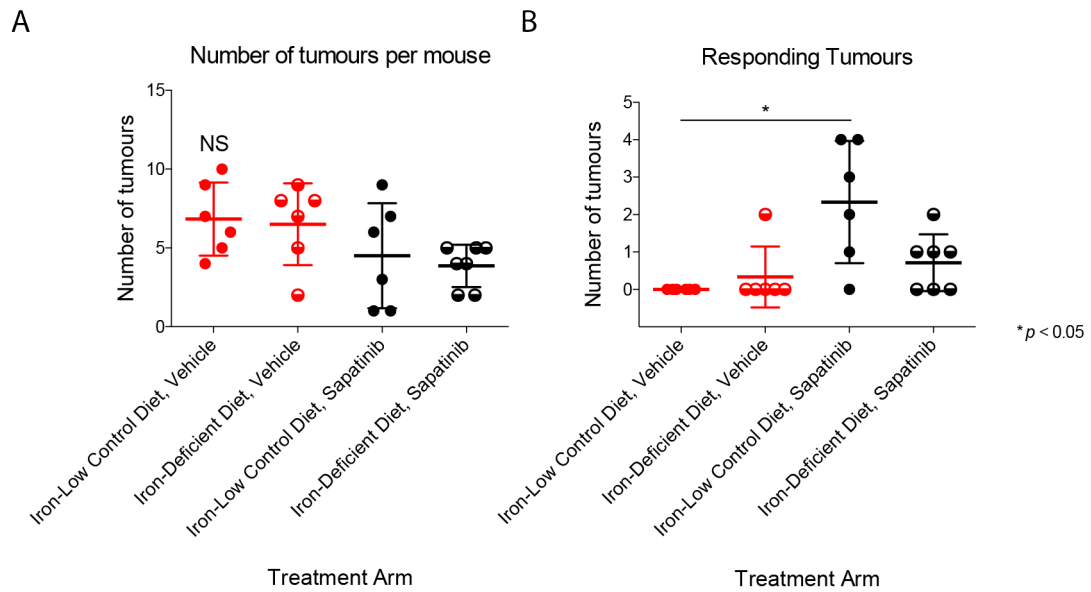 A
Number of tumours per mouse
Number of tumours
15
10
5
0
NS
Iron-Low Control Diet, Vehicle
Iron-Deficient Diet, Vehicle
Iron-Low Control Diet, Sapatinib
Iron-Deficient Diet, Sapatinib
Treatment Arm
B
Responding Tumours
Number of tumours
5
4
3
2
1
0
*
Iron-Low Control Diet, Vehicle
Iron-Deficient Diet, Vehicle
Iron-Low Control Diet, Sapatinib
Iron-Deficient Diet, Sapatinib
Treatment Arm
* p < 0.05